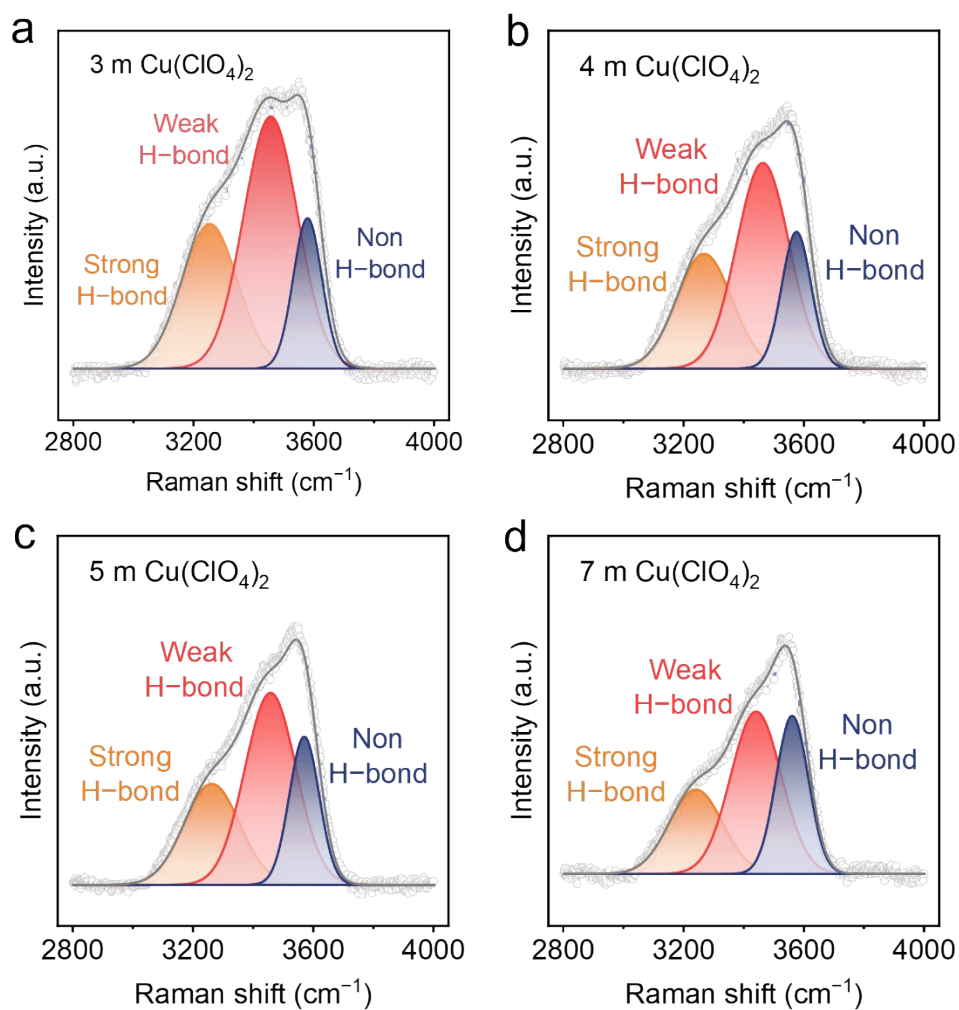 a
3 m Cu(ClO₄)₂
Weak
H−bond
Strong
H−bond
Non
H−bond
Intensity (a.u.)
2800 3200 3600 4000
Raman shift (cm⁻¹)
b
4 m Cu(ClO₄)₂
Weak
H−bond
Strong
H−bond
Non
H−bond
Intensity (a.u.)
2800 3200 3600 4000
Raman shift (cm⁻¹)
c
5 m Cu(ClO₄)₂
Weak
H−bond
Strong
H−bond
Non
H−bond
Intensity (a.u.)
2800 3200 3600 4000
Raman shift (cm⁻¹)
d
7 m Cu(ClO₄)₂
Weak
H−bond
Strong
H−bond
Non
H−bond
Intensity (a.u.)
2800 3200 3600 4000
Raman shift (cm⁻¹)